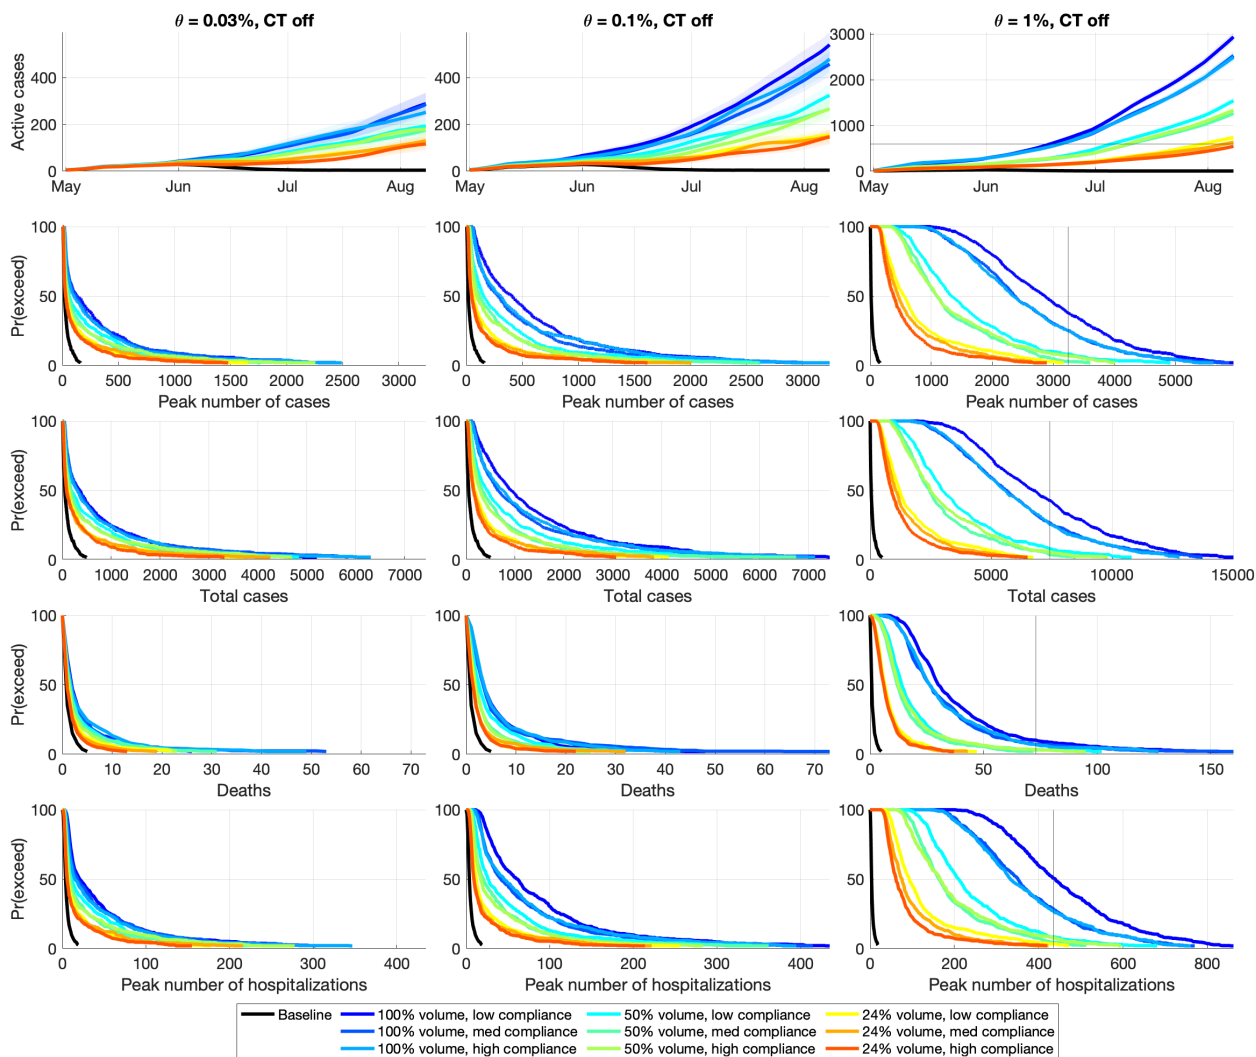 θ = 0.03%, CT off
θ = 0.1%, CT off
θ = 1%, CT off
Active cases
400
200
0
May
Jun
Jul
Aug
400
200
0
May
Jun
Jul
Aug
3000
2000
1000
0
May
Jun
Jul
Aug
Pr(exceed)
100
50
0
0 500 1000 1500 2000 2500 3000
Peak number of cases
100
50
0
0 500 1000 1500 2000 2500 3000
Peak number of cases
100
50
0
0 1000 2000 3000 4000 5000
Peak number of cases
Pr(exceed)
100
50
0
0 1000 2000 3000 4000 5000 6000 7000
Total cases
100
50
0
0 1000 2000 3000 4000 5000 6000 7000
Total cases
100
50
0
0 5000 10000 15000
Total cases
Pr(exceed)
100
50
0
0 10 20 30 40 50 60 70
Deaths
100
50
0
0 10 20 30 40 50 60 70
Deaths
100
50
0
0 50 100 150
Deaths
Pr(exceed)
100
50
0
0 100 200 300 400
Peak number of hospitalizations
100
50
0
0 100 200 300 400
Peak number of hospitalizations
100
50
0
0 200 400 600 800
Peak number of hospitalizations
Baseline
100% volume, low compliance
100% volume, med compliance
100% volume, high compliance
50% volume, low compliance
50% volume, med compliance
50% volume, high compliance
24% volume, low compliance
24% volume, med compliance
24% volume, high compliance